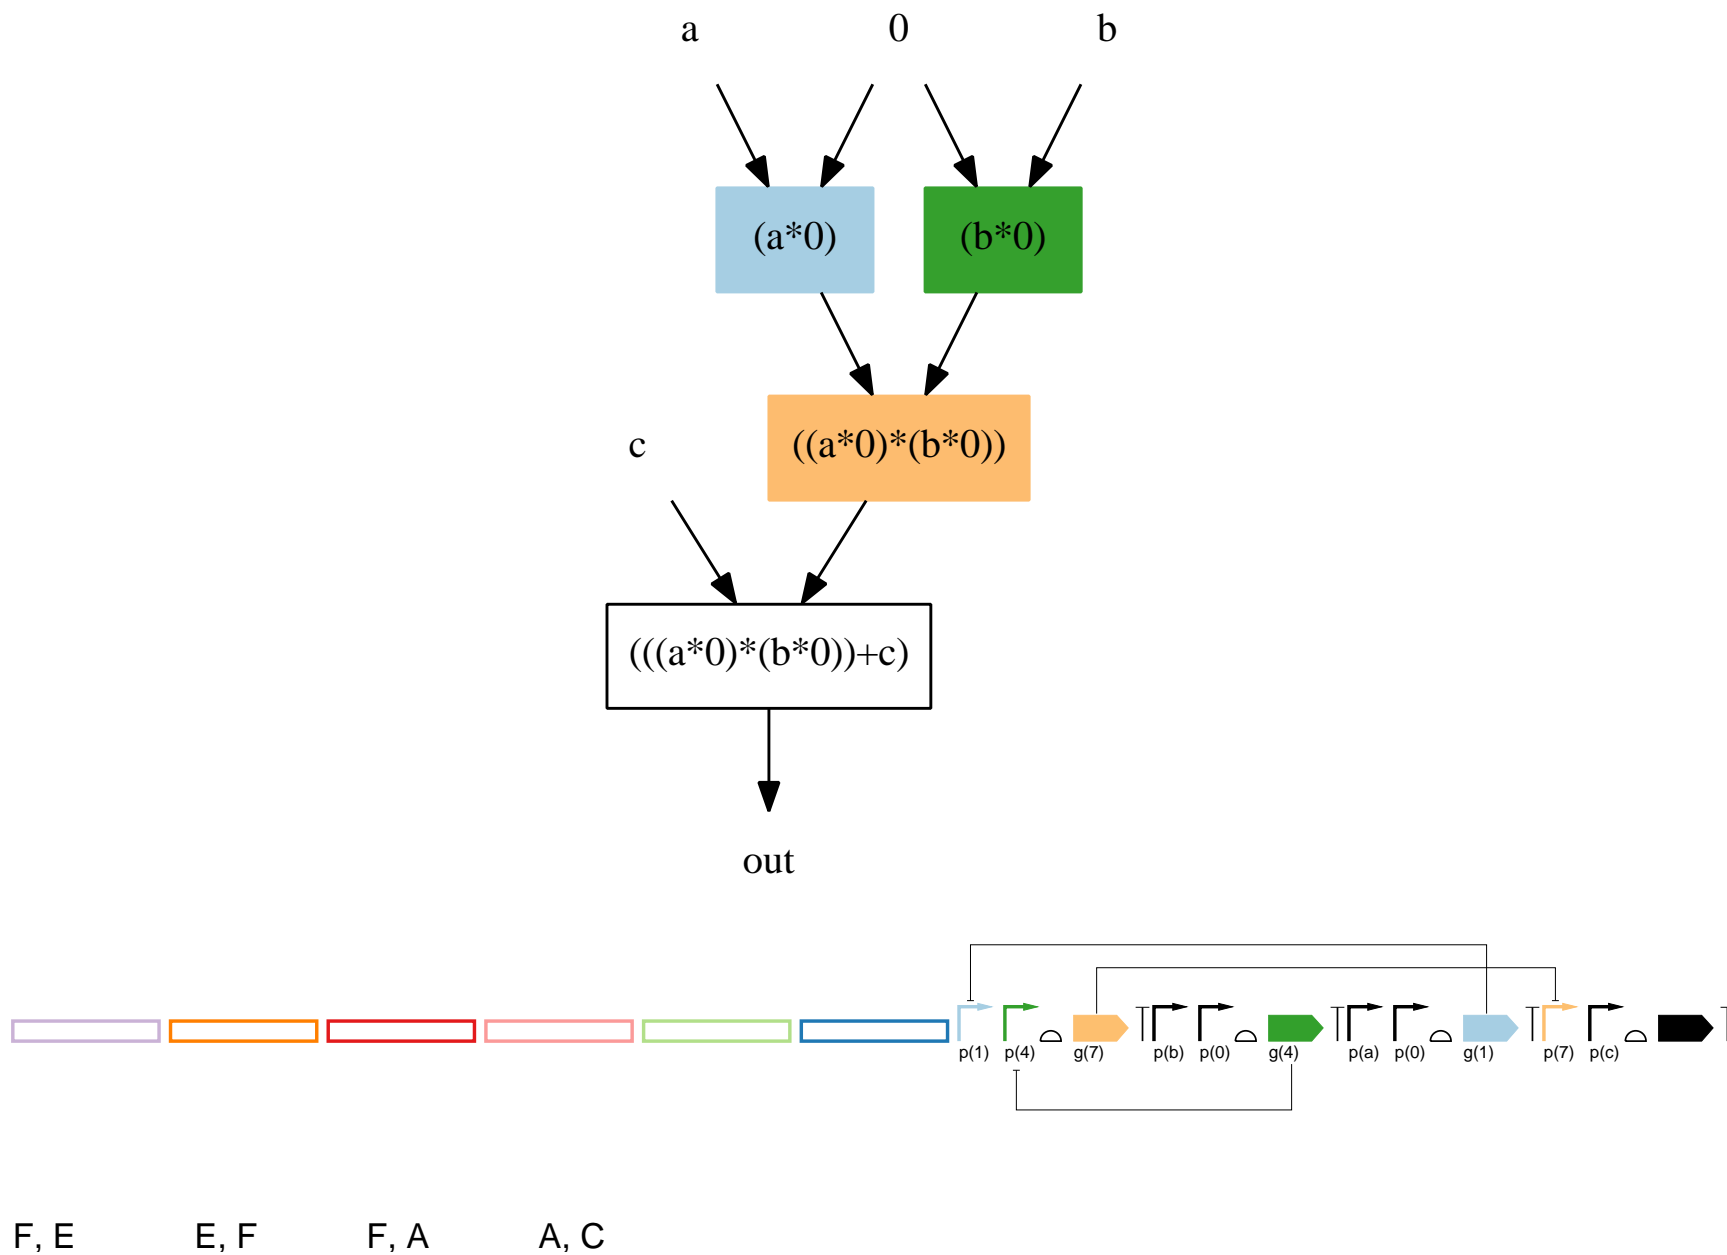 a 0 b
(a*0) (b*0)
c ((a*0)*(b*0))
(((a*0)*(b*0))+c)
out
p(1) p(4) g(7) p(b) p(0) g(4) p(a) p(0) g(1) p(7) p(c)
F, E E, F F, A A, C